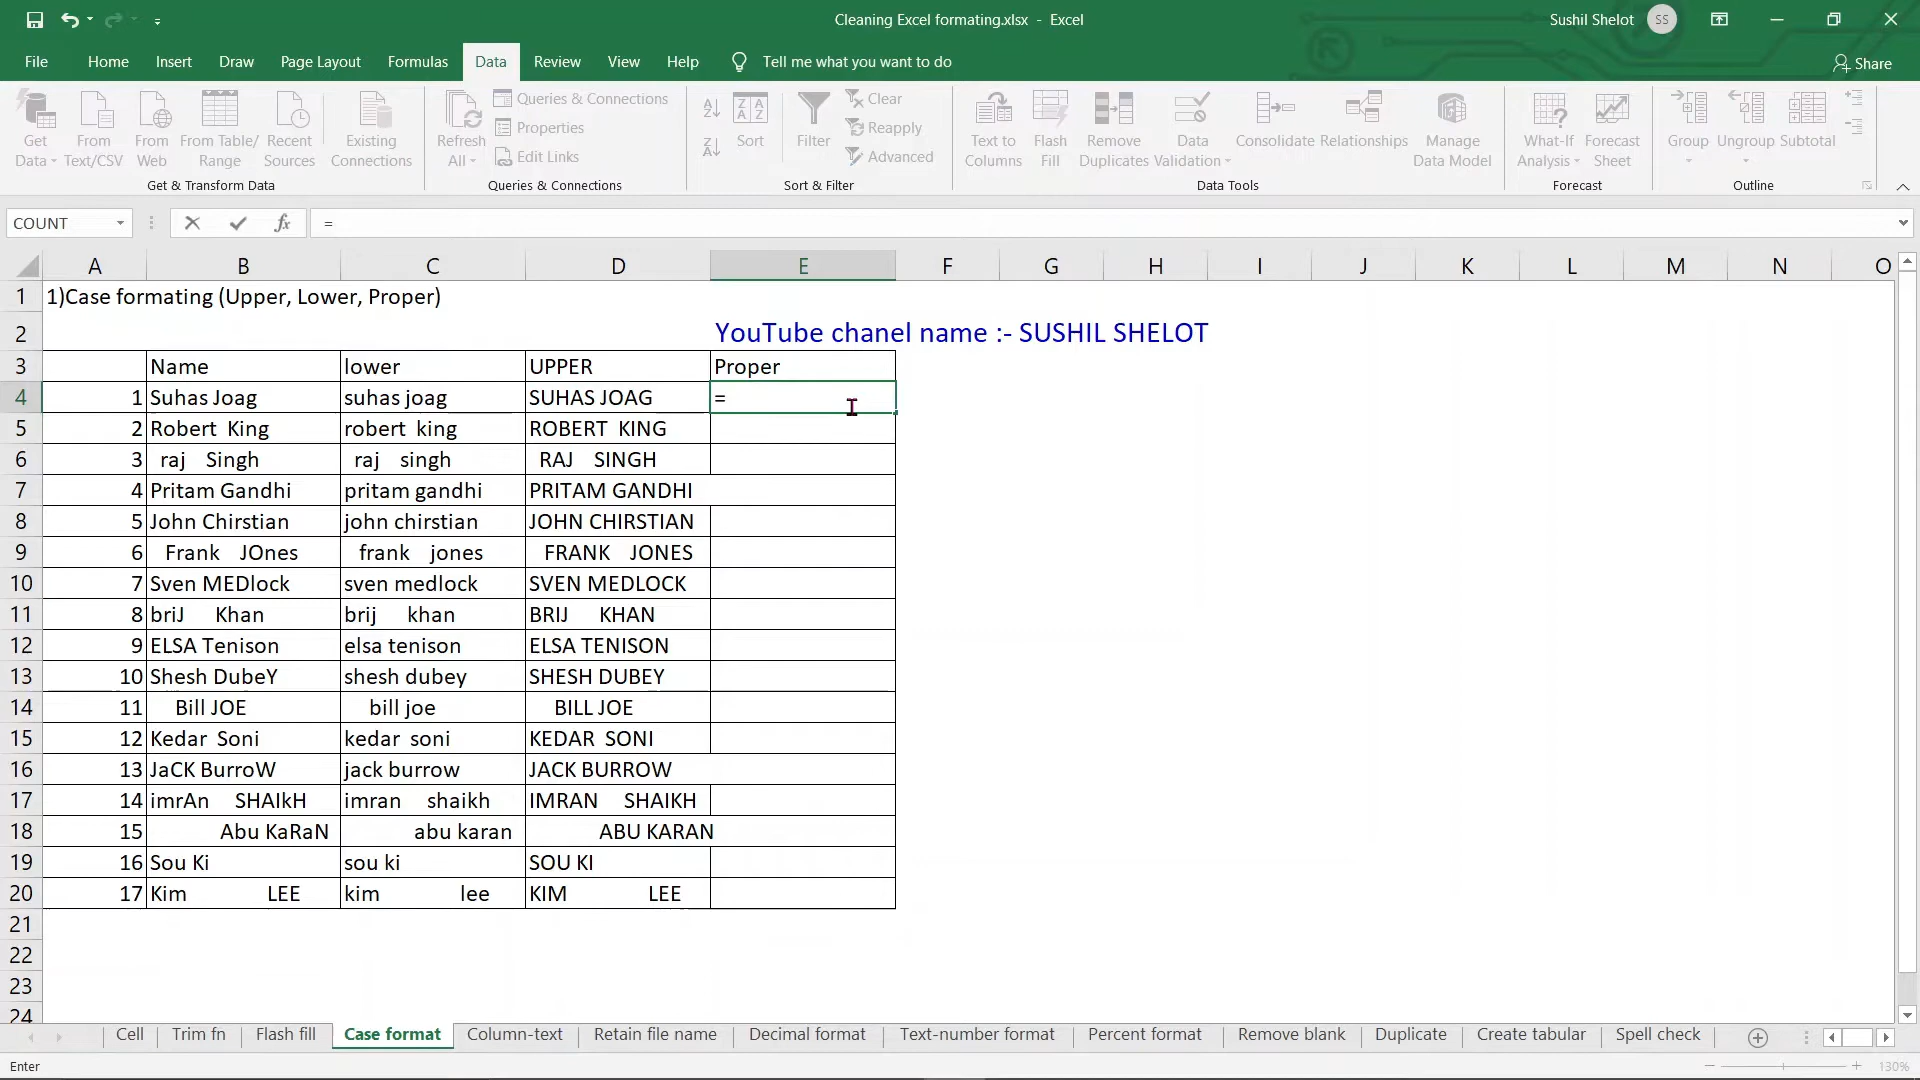 Cleaning Excel formating.xlsx - Excel
Sushil Shelot SS
File Home Insert Draw Page Layout Formulas Data Review View Help Tell me what you want to do Share
Get Data
From Text/CSV
From Web
From Table/Range
Recent Sources
Existing Connections
Get & Transform Data
Refresh All
Queries & Connections
Properties
Edit Links
Queries & Connections
Sort
Filter
Clear
Reapply
Advanced
Sort & Filter
Text to Columns
Flash Fill
Remove Duplicates
Data Validation
Consolidate
Relationships
Manage Data Model
Data Tools
What-If Analysis
Forecast Sheet
Forecast
Group
Ungroup
Subtotal
Outline
COUNT fx =
A B C D E F G H I J K L M N O
1 1)Case formating (Upper, Lower, Proper)
2 YouTube chanel name :- SUSHIL SHELOT
3 Name lower UPPER Proper
4 1 Suhas Joag suhas joag SUHAS JOAG =
5 2 Robert  King robert  king ROBERT  KING
6 3   raj    Singh   raj    singh   RAJ    SINGH
7 4 Pritam Gandhi pritam gandhi PRITAM GANDHI
8 5 John Chirstian john chirstian JOHN CHIRSTIAN
9 6   Frank    JOnes   frank    jones   FRANK    JONES
10 7 Sven MEDlock sven medlock SVEN MEDLOCK
11 8 briJ      Khan brij      khan BRIJ      KHAN
12 9 ELSA Tenison elsa tenison ELSA TENISON
13 10 Shesh DubeY shesh dubey SHESH DUBEY
14 11     Bill JOE     bill joe     BILL JOE
15 12 Kedar  Soni kedar  soni KEDAR  SONI
16 13 JaCK BurroW jack burrow JACK BURROW
17 14 imrAn     SHAIkH imran     shaikh IMRAN     SHAIKH
18 15 Abu KaRaN abu karan ABU KARAN
19 16 Sou Ki sou ki SOU KI
20 17 Kim                LEE kim                lee KIM                LEE
21
22
23
24
Cell Trim fn Flash fill Case format Column-text Retain file name Decimal format Text-number format Percent format Remove blank Duplicate Create tabular Spell check
Enter 130%